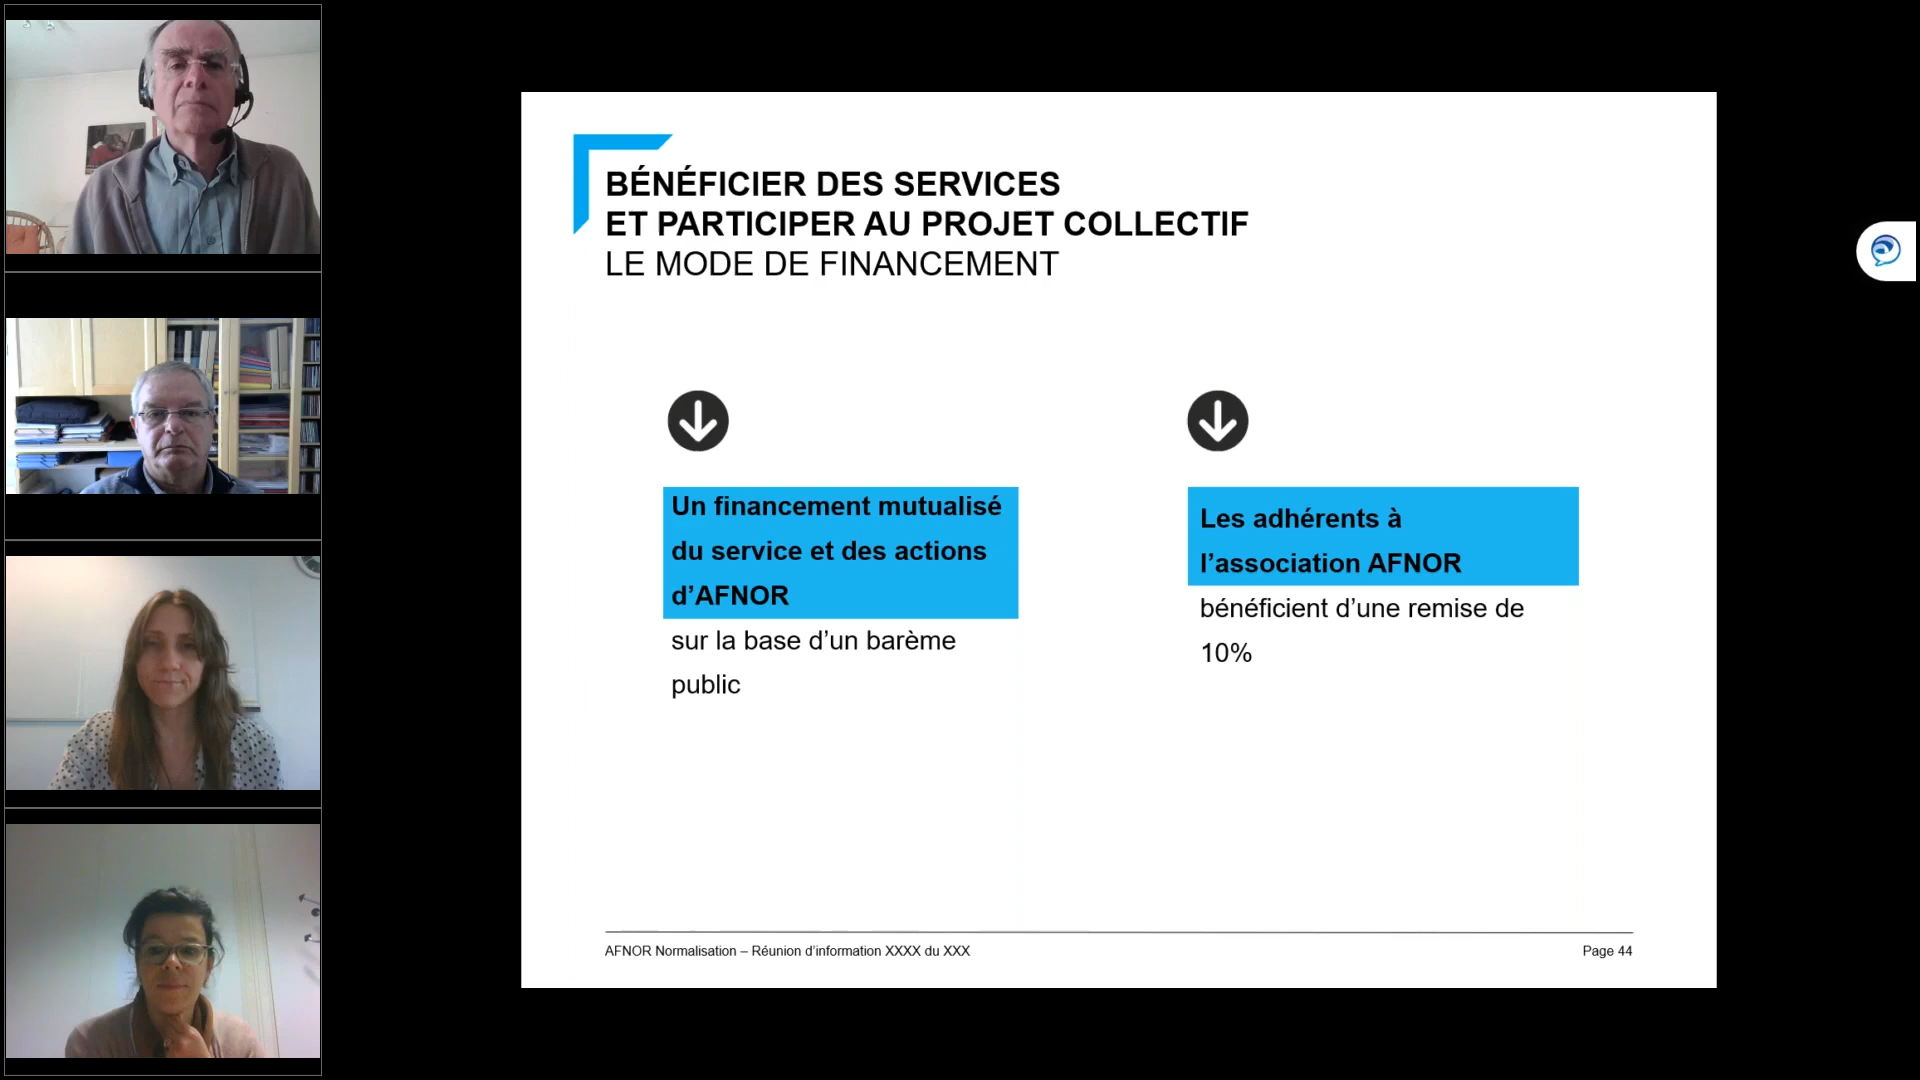 BÉNÉFICIER DES SERVICES
ET PARTICIPER AU PROJET COLLECTIF
LE MODE DE FINANCEMENT
Un financement mutualisé
du service et des actions
d’AFNOR
sur la base d’un barème
public
Les adhérents à
l’association AFNOR
bénéficient d’une remise de
10%
AFNOR Normalisation – Réunion d’information XXXX du XXX
Page 44